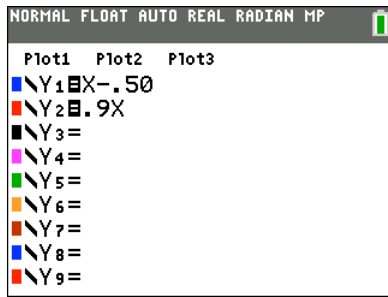 NORMAL FLOAT AUTO REAL RADIAN MP
Plot1 Plot2 Plot3
\Y₁=X-.50
\Y₂=.9X
\Y₃=
\Y₄=
\Y₅=
\Y₆=
\Y₇=
\Y₈=
\Y₉=